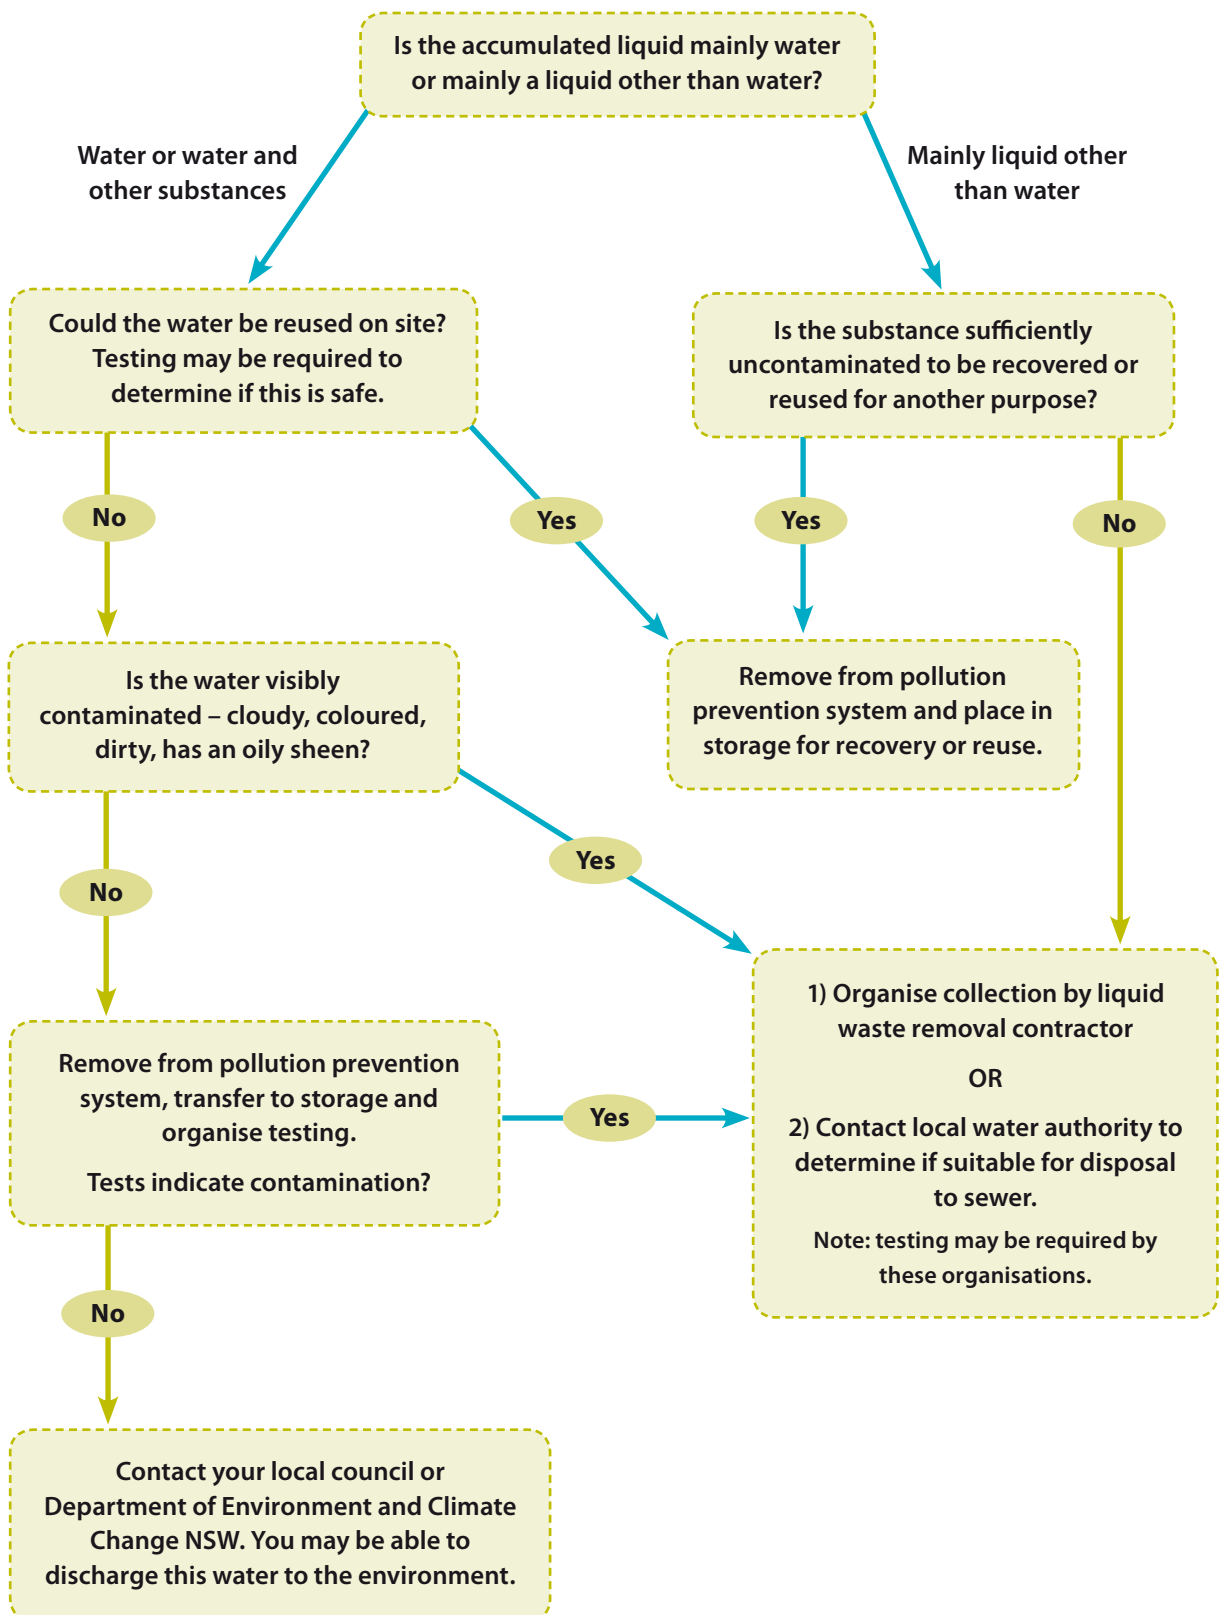 Is the accumulated liquid mainly water
or mainly a liquid other than water?
Water or water and
other substances
Mainly liquid other
than water
Could the water be reused on site?
Testing may be required to
determine if this is safe.
Is the substance sufficiently
uncontaminated to be recovered or
reused for another purpose?
No
Yes
Yes
No
Is the water visibly
contaminated – cloudy, coloured,
dirty, has an oily sheen?
Remove from pollution
prevention system and place in
storage for recovery or reuse.
No
Yes
Remove from pollution prevention
system, transfer to storage and
organise testing.
Tests indicate contamination?
Yes
1) Organise collection by liquid
waste removal contractor
OR
2) Contact local water authority to
determine if suitable for disposal
to sewer.
Note: testing may be required by
these organisations.
No
Contact your local council or
Department of Environment and Climate
Change NSW. You may be able to
discharge this water to the environment.